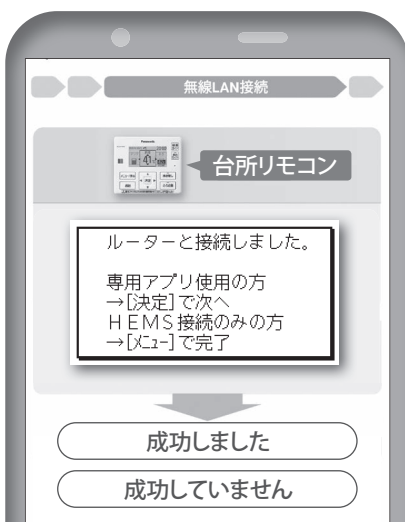 無線LAN接続
Panasonic
台所リモコン
ルーターと接続しました。
専用アプリ使用の方
→[決定]で次へ
HEMS接続のみの方
→[メニュー]で完了
成功しました
成功していません